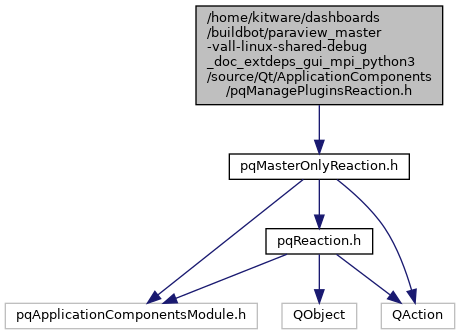 /home/kitware/dashboards
/buildbot/paraview_master
-vall-linux-shared-debug
_doc_extdeps_gui_mpi_python3
/source/Qt/ApplicationComponents
/pqManagePluginsReaction.h
pqMasterOnlyReaction.h
pqReaction.h
pqApplicationComponentsModule.h
QObject
QAction